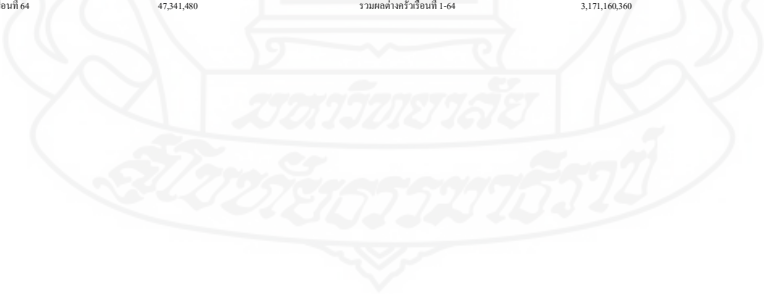 อนที่ 64 47,341,480 รวมผลต่างครัวเรือนที่ 1-64 3,171,160,360
มหาวิทยาลัย
สุโขทัยธรรมาธิราช